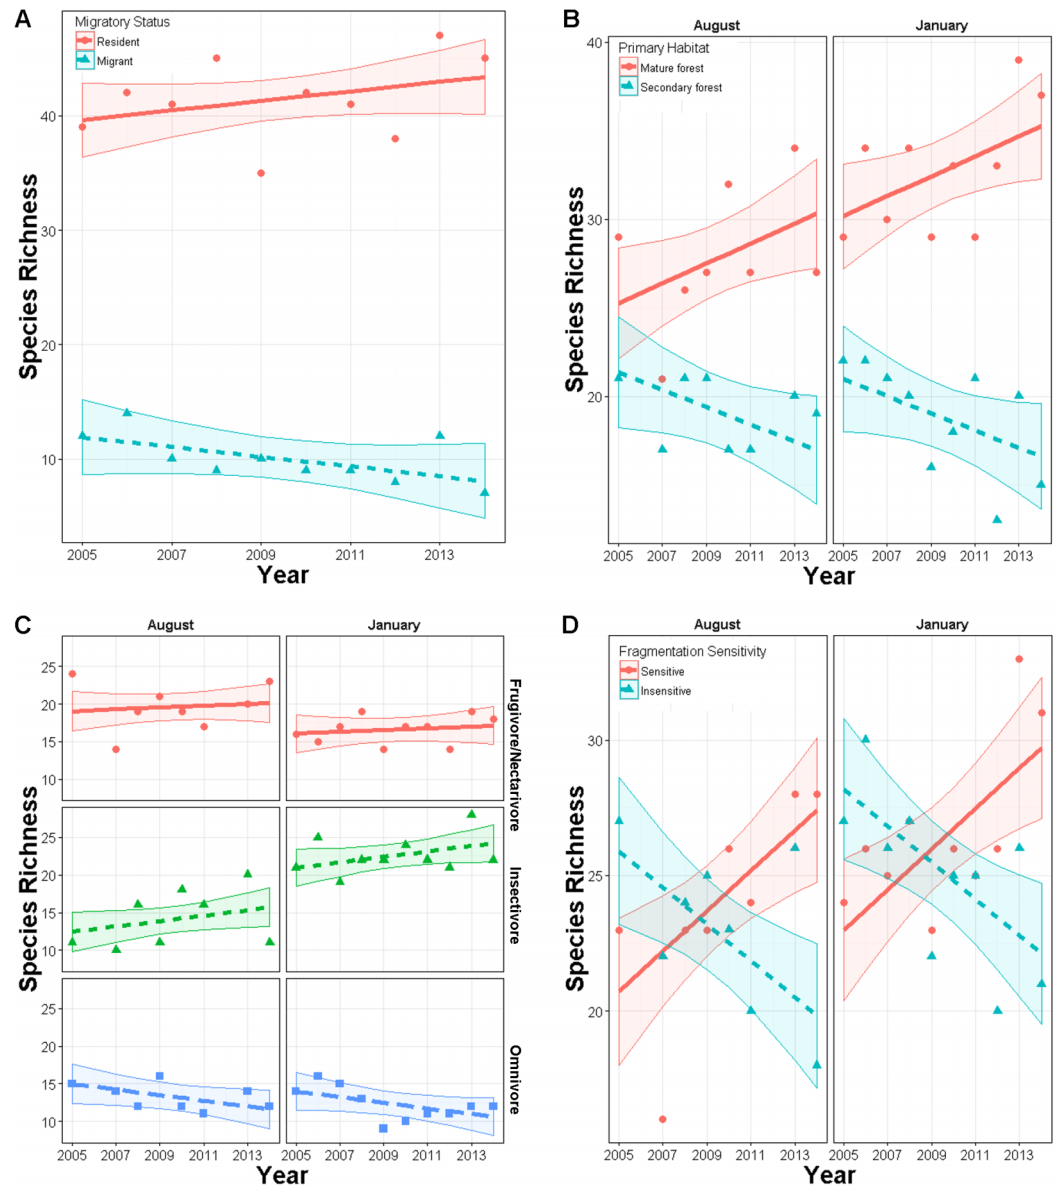 A
Migratory Status
Resident
Migrant
Species Richness
40
30
20
10
2005 2007 2009 2011 2013
Year
B
August January
Primary Habitat
Mature forest
Secondary forest
Species Richness
40
30
20
2005 2007 2009 2011 2013 2005 2007 2009 2011 2013
Year
C
August January
Species Richness
Species Richness
25
20
15
10
Frugivore/Nectarivore
25
20
15
10
Insectivore
25
20
15
10
Omnivore
2005 2007 2009 2011 2013 2005 2007 2009 2011 2013
Year
D
August January
Fragmentation Sensitivity
Sensitive
Insensitive
Species Richness
30
25
20
2005 2007 2009 2011 2013 2005 2007 2009 2011 2013
Year